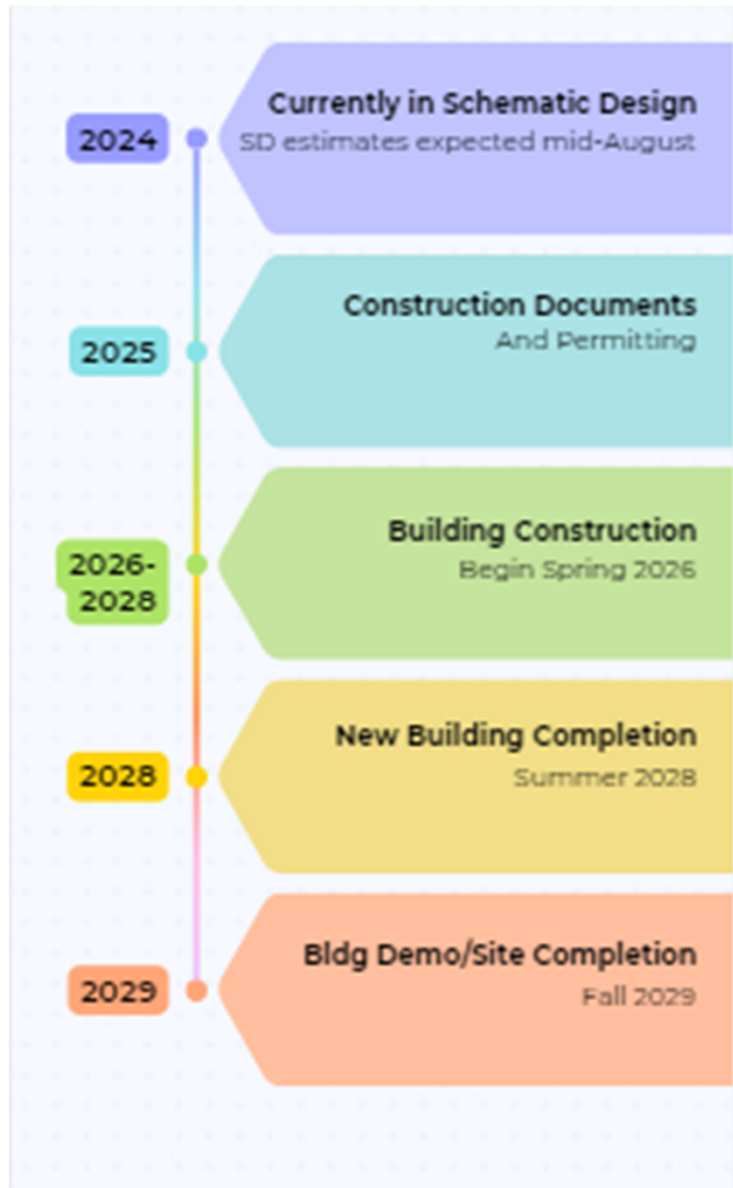 2024
Currently in Schematic Design
SD estimates expected mid-August
2025
Construction Documents
And Permitting
2026-
2028
Building Construction
Begin Spring 2026
2028
New Building Completion
Summer 2028
2029
Bldg Demo/Site Completion
Fall 2029